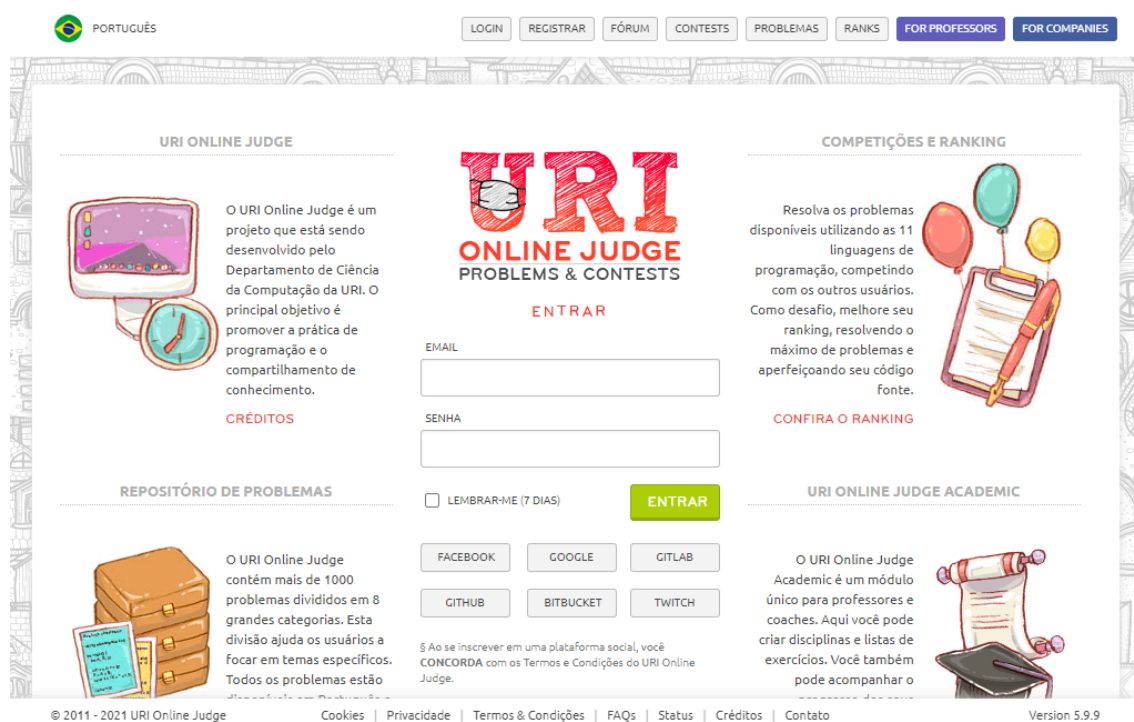 PORTUGUÊS
LOGIN
REGISTRAR
FÓRUM
CONTESTS
PROBLEMAS
RANKS
FOR PROFESSORS
FOR COMPANIES
URI ONLINE JUDGE
O URI Online Judge é um
projeto que está sendo
desenvolvido pelo
Departamento de Ciência
da Computação da URI. O
principal objetivo é
promover a prática de
programação e o
compartilhamento de
conhecimento.
CRÉDITOS
REPOSITÓRIO DE PROBLEMAS
O URI Online Judge
contém mais de 1000
problemas divididos em 8
grandes categorias. Esta
divisão ajuda os usuários a
focar em temas específicos.
Todos os problemas estão
URI
ONLINE JUDGE
PROBLEMS & CONTESTS
ENTRAR
EMAIL
SENHA
LEMBRAR-ME (7 DIAS)
ENTRAR
FACEBOOK
GOOGLE
GITLAB
GITHUB
BITBUCKET
TWITCH
§ Ao se inscrever em uma plataforma social, você
CONCORDA com os Termos e Condições do URI Online
Judge.
COMPETIÇÕES E RANKING
Resolva os problemas
disponíveis utilizando as 11
linguagens de
programação, competindo
com os outros usuários.
Como desafio, melhore seu
ranking, resolvendo o
máximo de problemas e
aperfeiçoando seu código
fonte.
CONFIRA O RANKING
URI ONLINE JUDGE ACADEMIC
O URI Online Judge
Academic é um módulo
único para professores e
coaches. Aqui você pode
criar disciplinas e listas de
exercícios. Você também
pode acompanhar o
© 2011 - 2021 URI Online Judge
Cookies | Privacidade | Termos & Condições | FAQs | Status | Créditos | Contato
Version 5.9.9